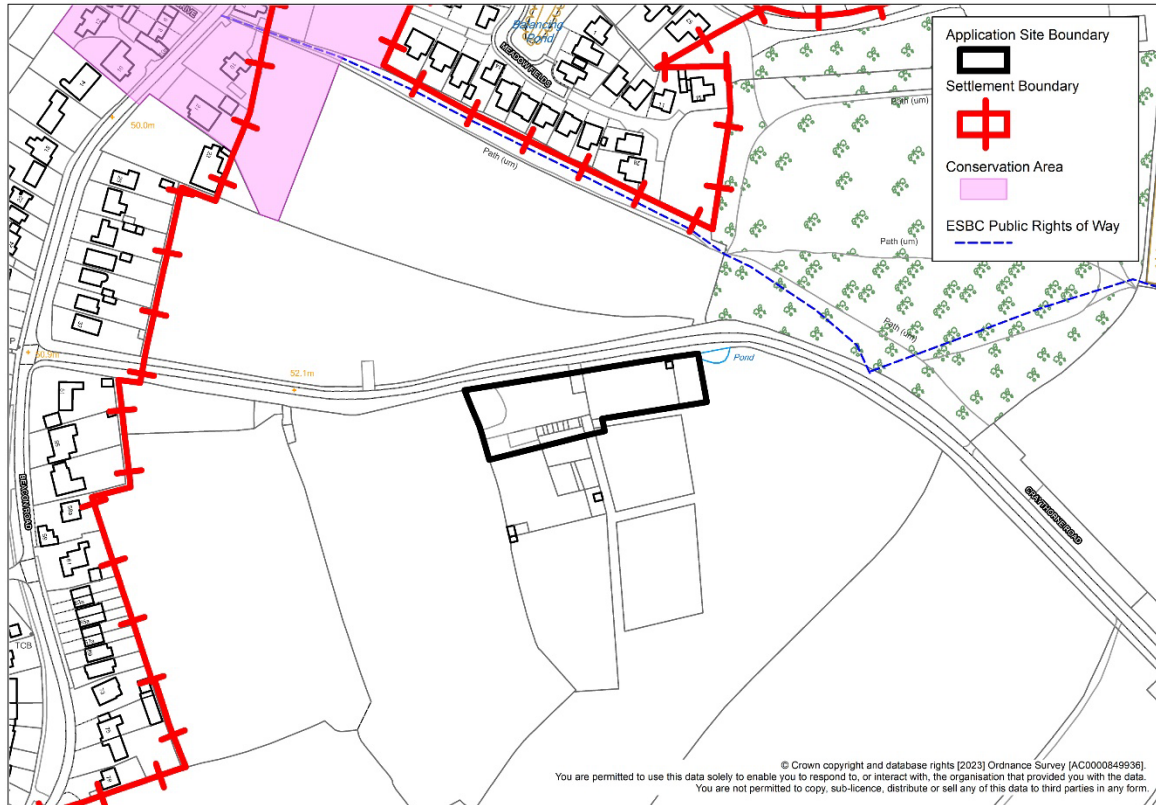 Balancing
Pond
MEADOW FIELDS
50.0m
Path (um)
Path (um)
Path (um)
Path (um)
50.9m
52.1m
Pond
BEACON ROAD
CRAYTHORNE ROAD
TCB
Application Site Boundary
Settlement Boundary
Conservation Area
ESBC Public Rights of Way
© Crown copyright and database rights [2023] Ordnance Survey [AC0000849936].
You are permitted to use this data solely to enable you to respond to, or interact with, the organisation that provided you with the data.
You are not permitted to copy, sub-licence, distribute or sell any of this data to third parties in any form.